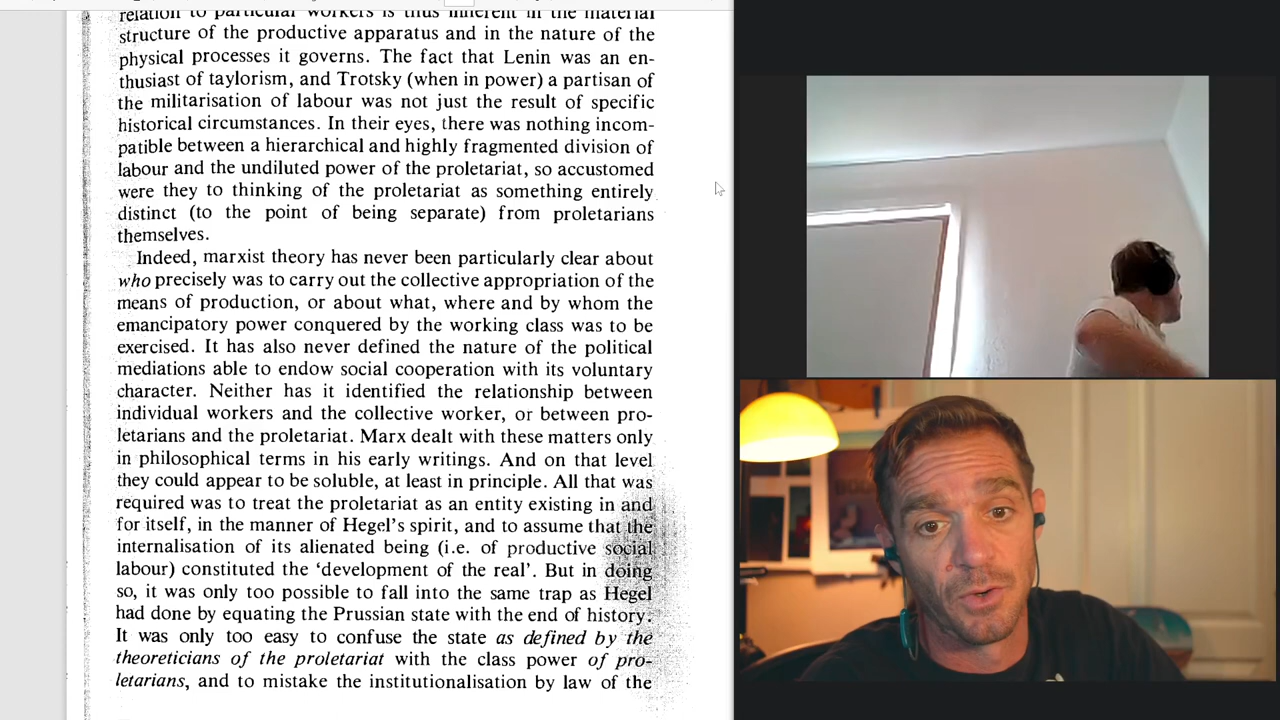 relation to particular workers is thus inherent in the material
structure of the productive apparatus and in the nature of the
physical processes it governs. The fact that Lenin was an en-
thusiast of taylorism, and Trotsky (when in power) a partisan of
the militarisation of labour was not just the result of specific
historical circumstances. In their eyes, there was nothing incom-
patible between a hierarchical and highly fragmented division of
labour and the undiluted power of the proletariat, so accustomed
were they to thinking of the proletariat as something entirely
distinct (to the point of being separate) from proletarians
themselves.
Indeed, marxist theory has never been particularly clear about
who precisely was to carry out the collective appropriation of the
means of production, or about what, where and by whom the
emancipatory power conquered by the working class was to be
exercised. It has also never defined the nature of the political
mediations able to endow social cooperation with its voluntary
character. Neither has it identified the relationship between
individual workers and the collective worker, or between pro-
letarians and the proletariat. Marx dealt with these matters only
in philosophical terms in his early writings. And on that level
they could appear to be soluble, at least in principle. All that was
required was to treat the proletariat as an entity existing in and
for itself, in the manner of Hegel's spirit, and to assume that the
internalisation of its alienated being (i.e. of productive social
labour) constituted the 'development of the real'. But in doing
so, it was only too possible to fall into the same trap as Hegel
had done by equating the Prussian state with the end of history.
It was only too easy to confuse the state as defined by the
theoreticians of the proletariat with the class power of pro-
letarians, and to mistake the institutionalisation by law of the